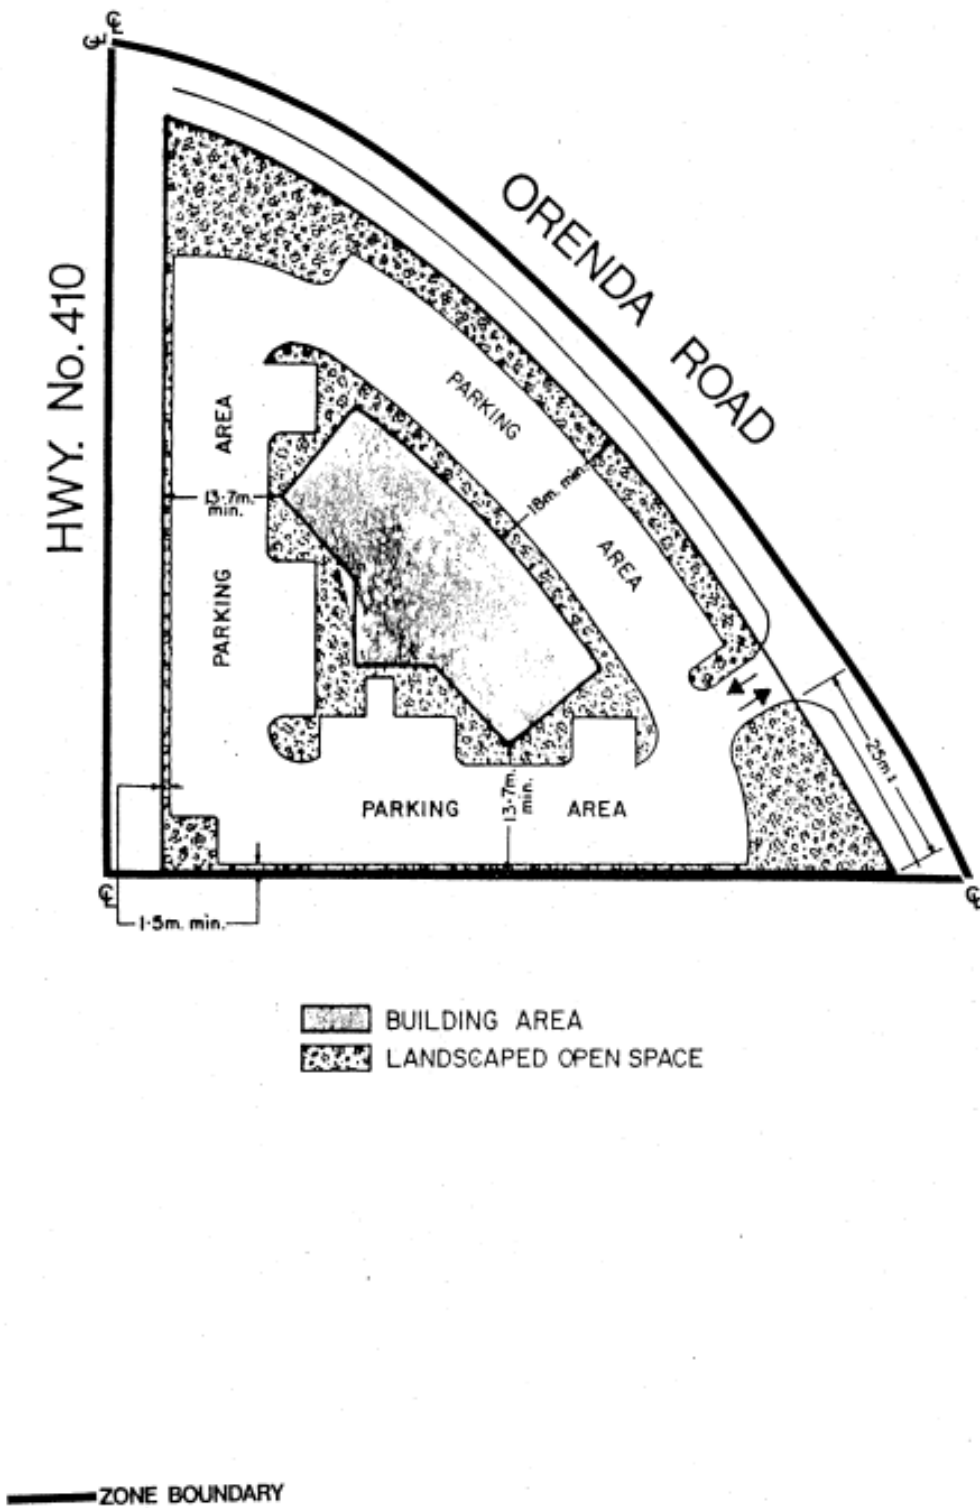 ℄
℄
ORENDA ROAD
HWY. No. 410
PARKING
AREA
PARKING
AREA
13·7m.
min.
18m. min.
25m±
13·7m.
min.
PARKING AREA
℄
℄
1·5m. min.
BUILDING AREA
LANDSCAPED OPEN SPACE
ZONE BOUNDARY